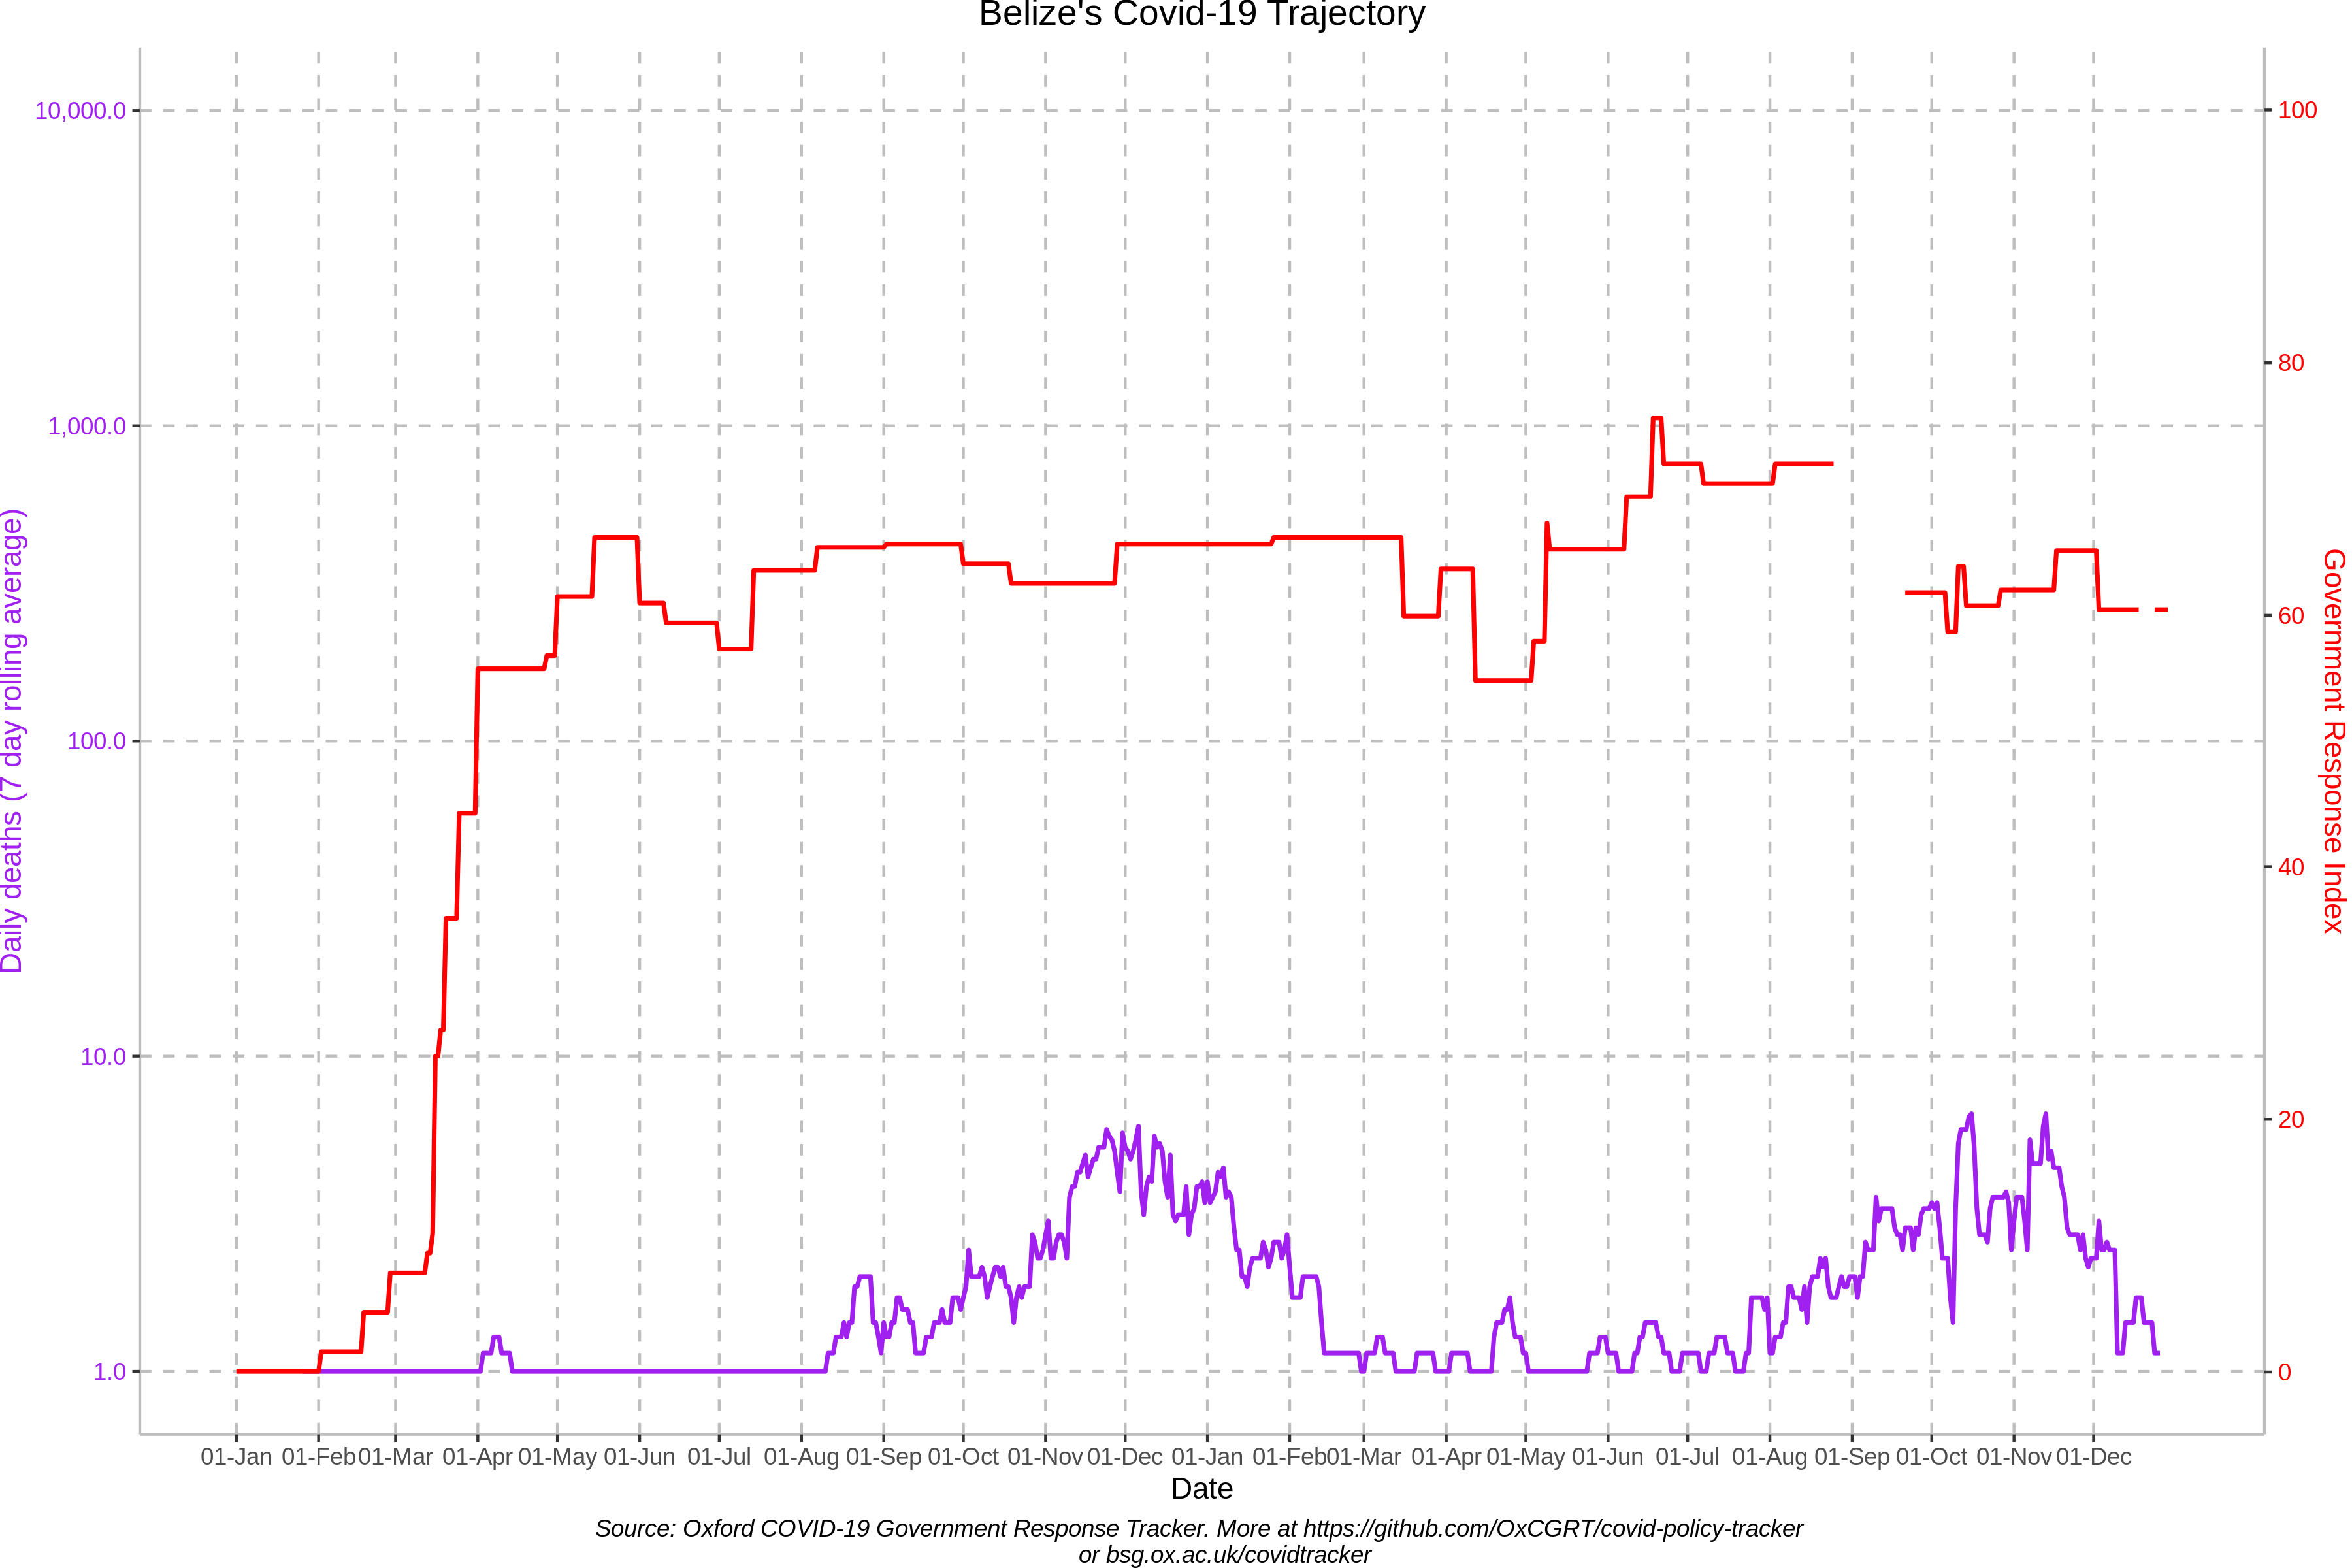 Belize's Covid-19 Trajectory
10,000.0
1,000.0
100.0
10.0
1.0
Daily deaths (7 day rolling average)
100
80
60
40
20
0
Government Response Index
01-Jan 01-Feb 01-Mar 01-Apr 01-May 01-Jun 01-Jul 01-Aug 01-Sep 01-Oct 01-Nov 01-Dec 01-Jan 01-Feb 01-Mar 01-Apr 01-May 01-Jun 01-Jul 01-Aug 01-Sep 01-Oct 01-Nov 01-Dec
Date
Source: Oxford COVID-19 Government Response Tracker. More at https://github.com/OxCGRT/covid-policy-tracker
or bsg.ox.ac.uk/covidtracker